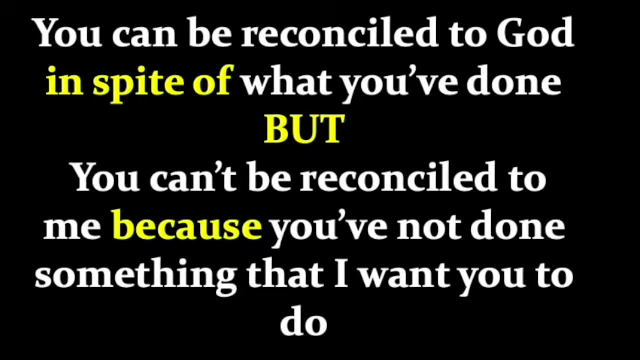 You can be reconciled to God
in spite of what you’ve done
BUT
You can’t be reconciled to
me because you’ve not done
something that I want you to
do